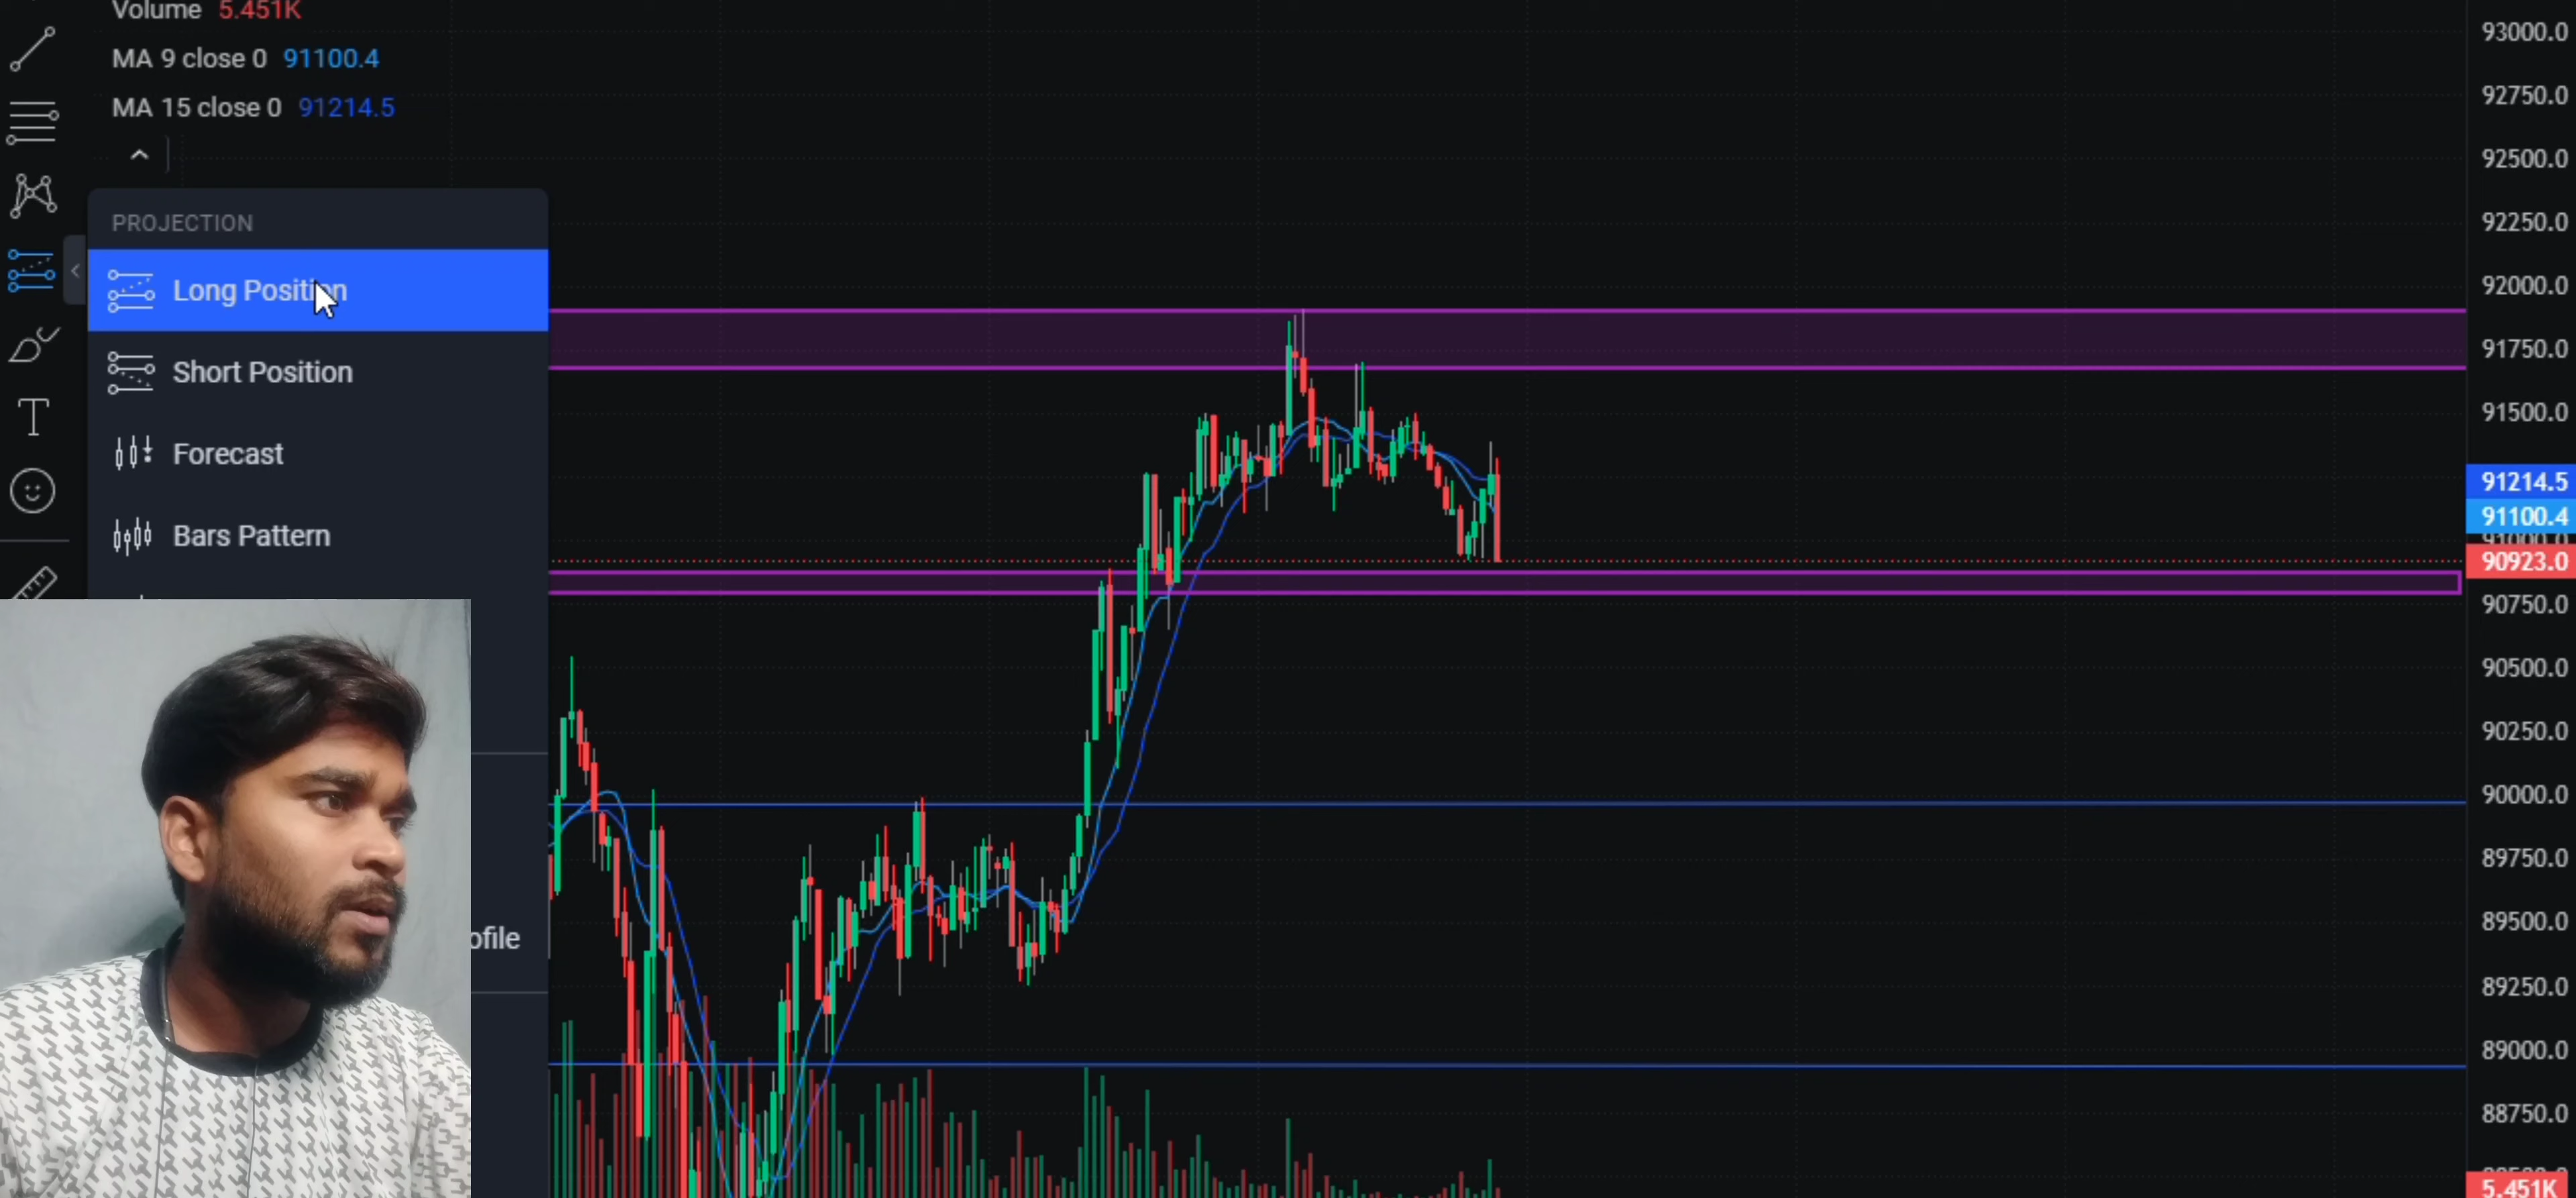 Volume 5.451K
MA 9 close 0 91100.4
MA 15 close 0 91214.5
PROJECTION
Long Position
Short Position
Forecast
Bars Pattern
ofile
93000.0
92750.0
92500.0
92250.0
92000.0
91750.0
91500.0
91214.5
91100.4
90923.0
90750.0
90500.0
90250.0
90000.0
89750.0
89500.0
89250.0
89000.0
88750.0
5.451K